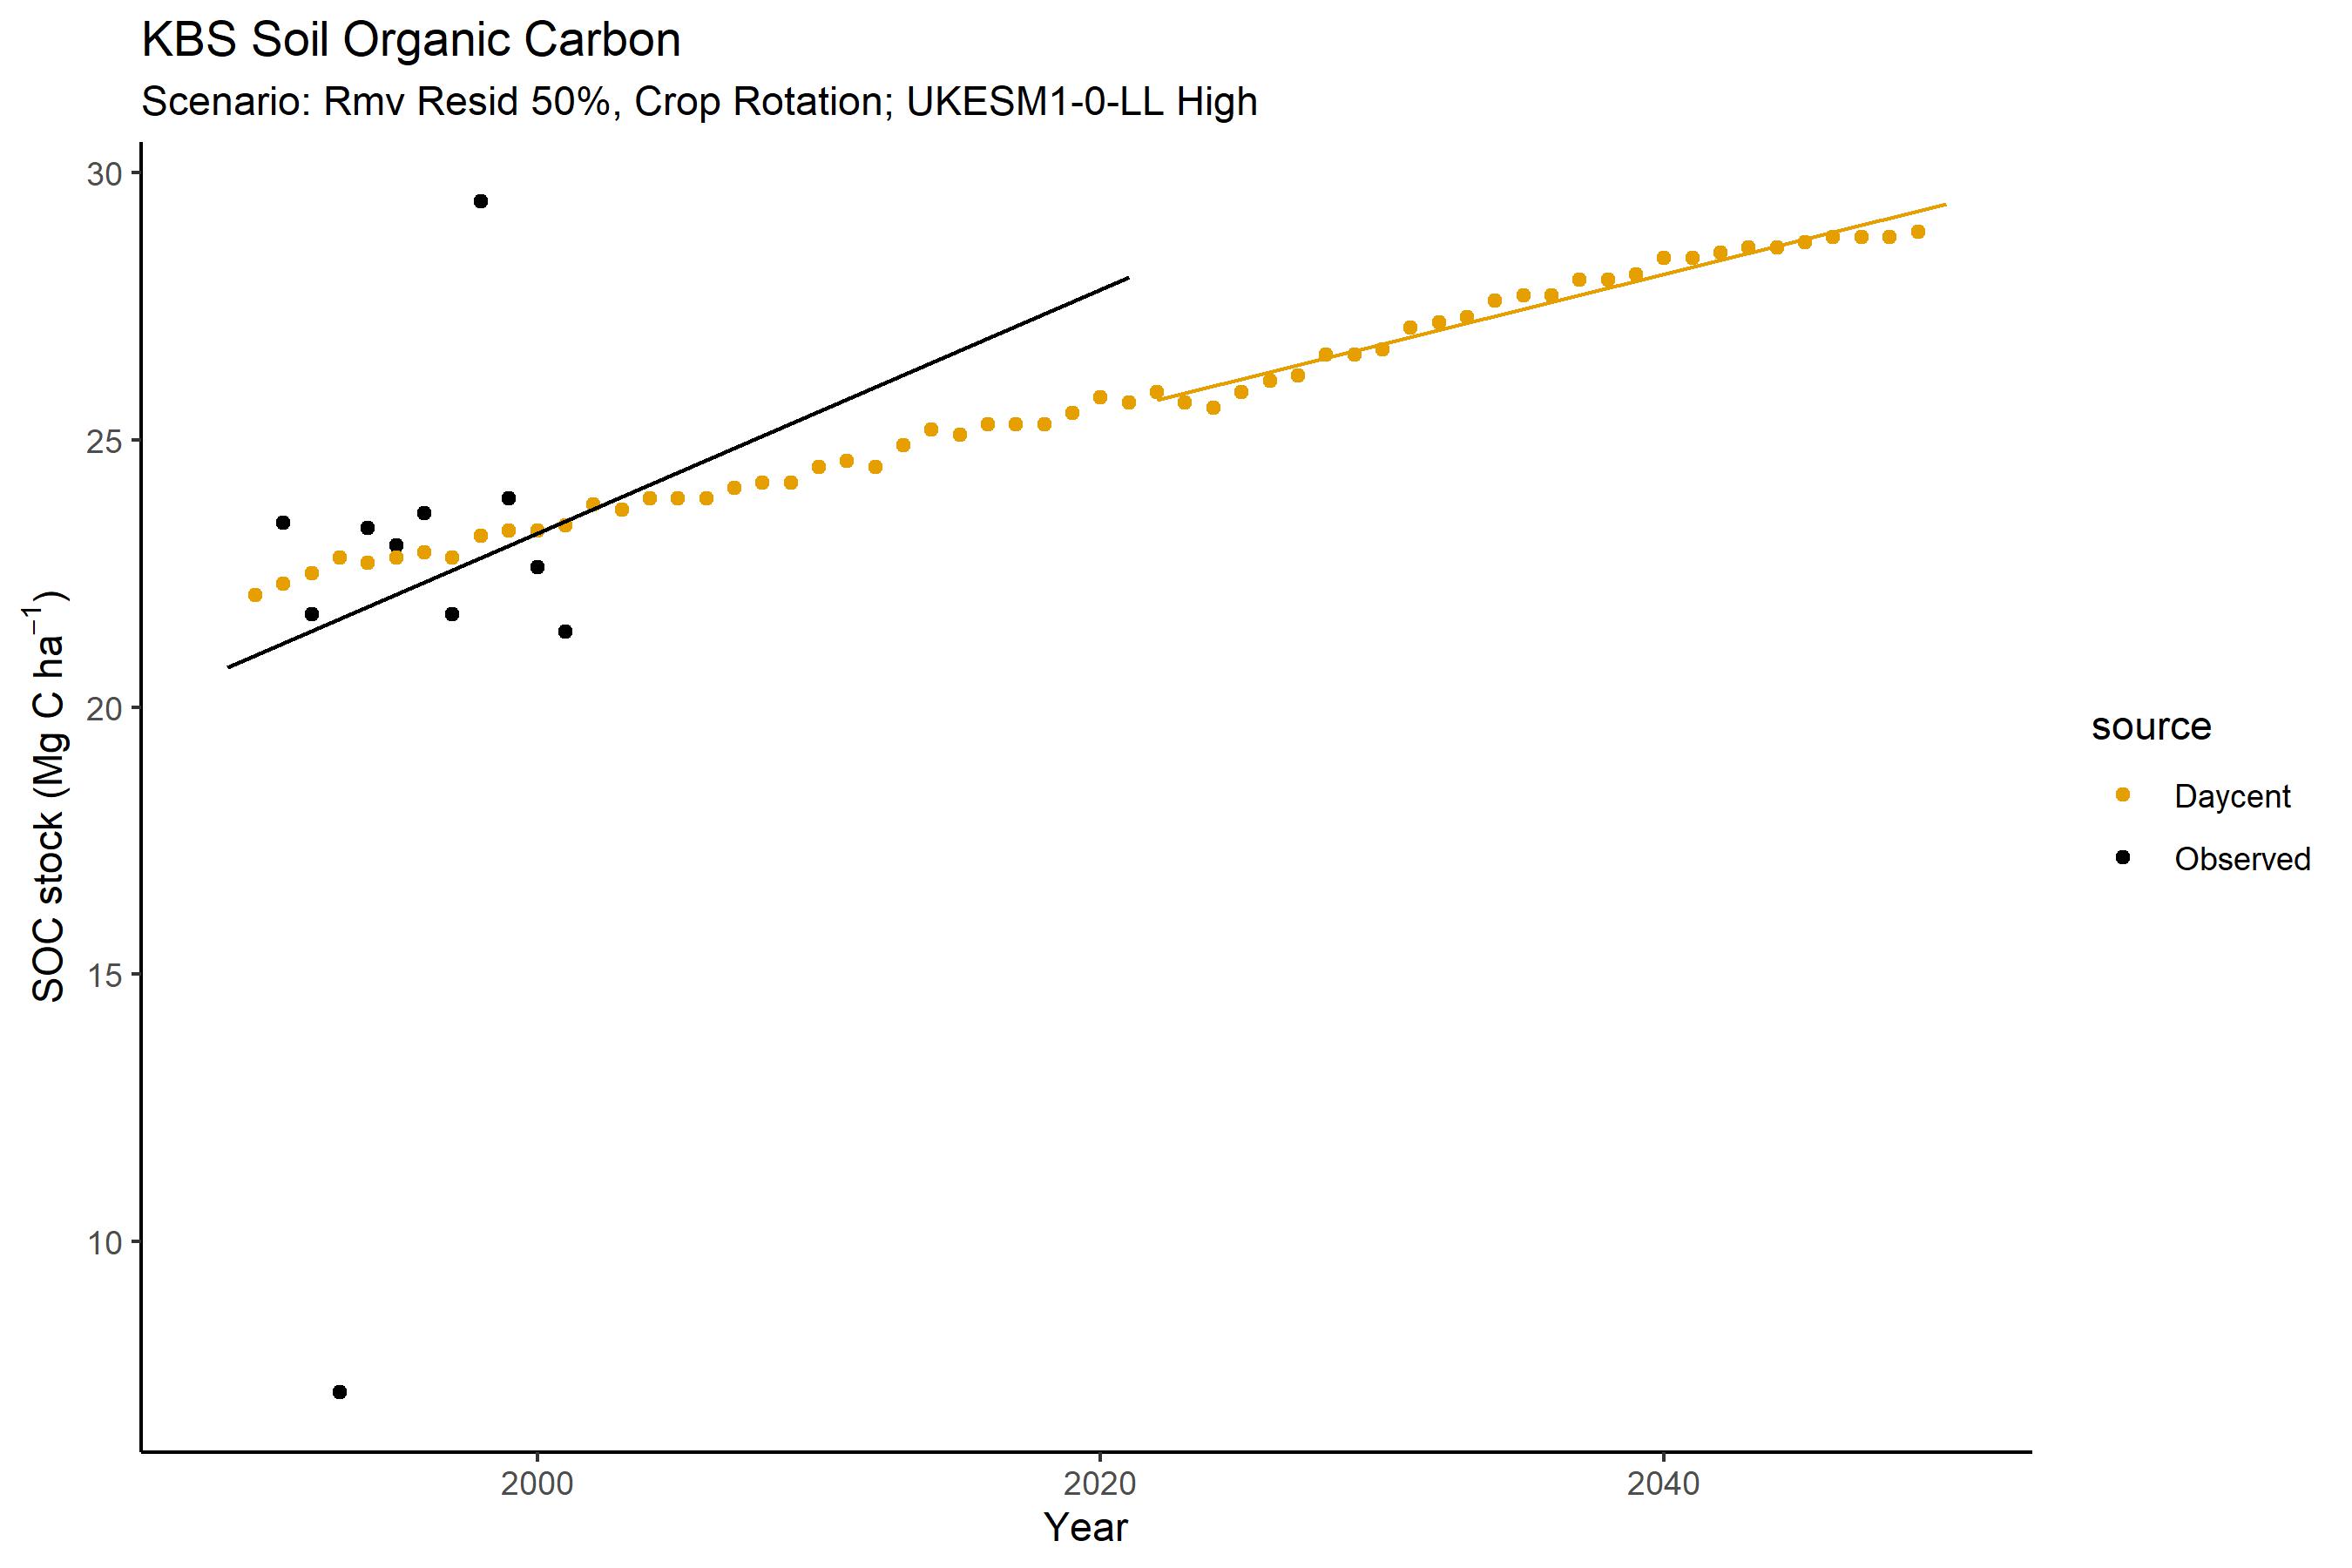 KBS Soil Organic Carbon
Scenario: Rmv Resid 50%, Crop Rotation; UKESM1-0-LL High
SOC stock (Mg C ha⁻¹)
30
25
20
15
10
2000
2020
2040
Year
source
Daycent
Observed